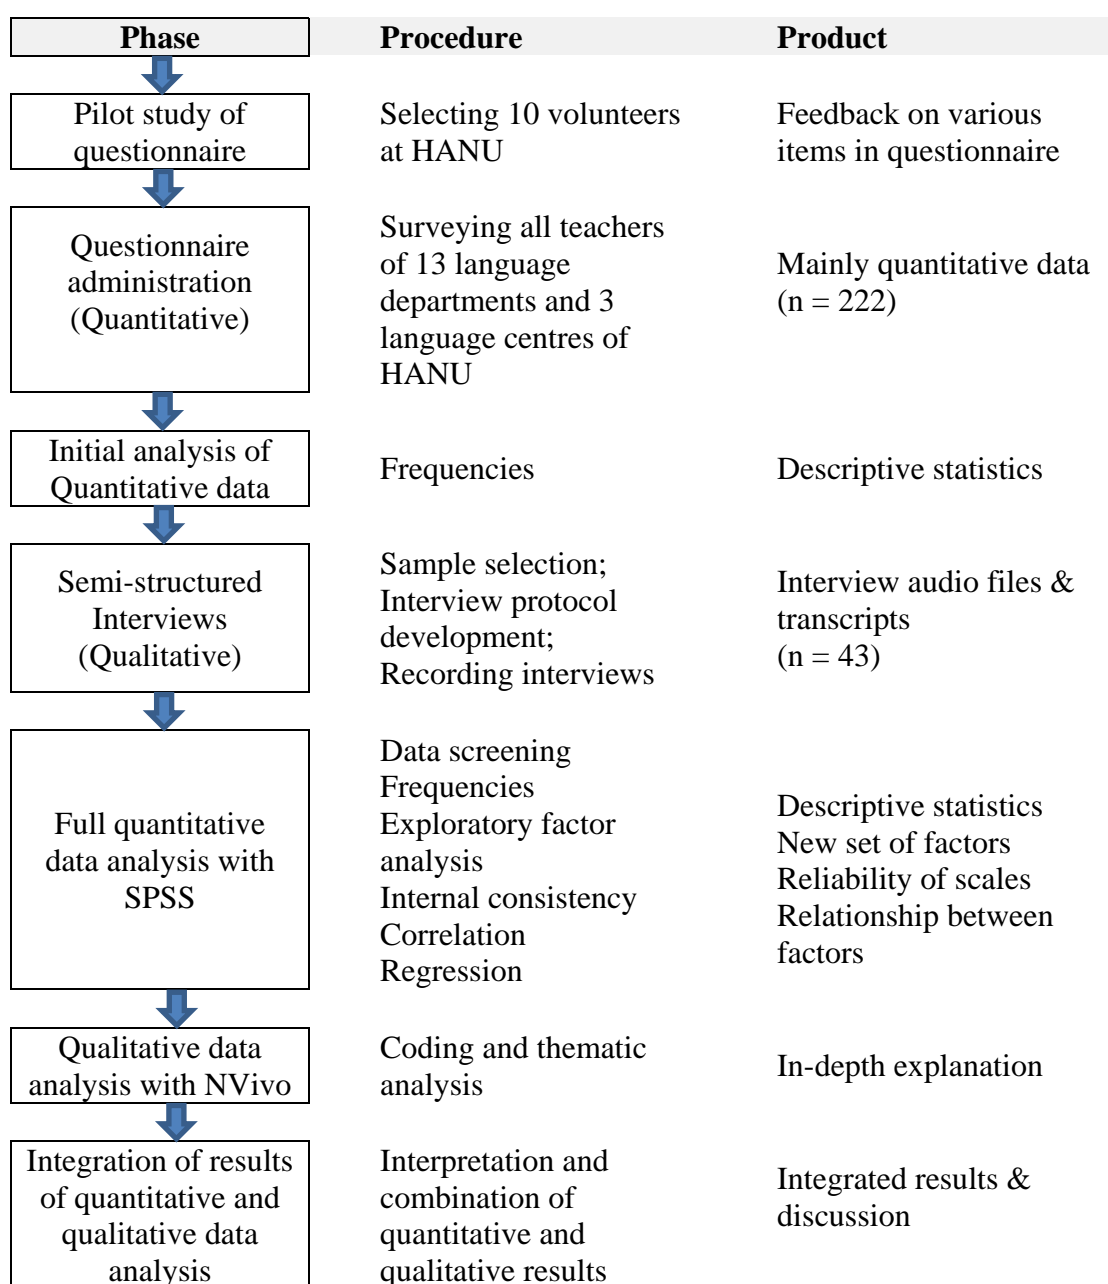 Phase Procedure Product
Pilot study of
questionnaire
Selecting 10 volunteers
at HANU
Feedback on various
items in questionnaire
Questionnaire
administration
(Quantitative)
Surveying all teachers
of 13 language
departments and 3
language centres of
HANU
Mainly quantitative data
(n = 222)
Initial analysis of
Quantitative data
Frequencies
Descriptive statistics
Semi-structured
Interviews
(Qualitative)
Sample selection;
Interview protocol
development;
Recording interviews
Interview audio files &
transcripts
(n = 43)
Full quantitative
data analysis with
SPSS
Data screening
Frequencies
Exploratory factor
analysis
Internal consistency
Correlation
Regression
Descriptive statistics
New set of factors
Reliability of scales
Relationship between
factors
Qualitative data
analysis with NVivo
Coding and thematic
analysis
In-depth explanation
Integration of results
of quantitative and
qualitative data
analysis
Interpretation and
combination of
quantitative and
qualitative results
Integrated results &
discussion